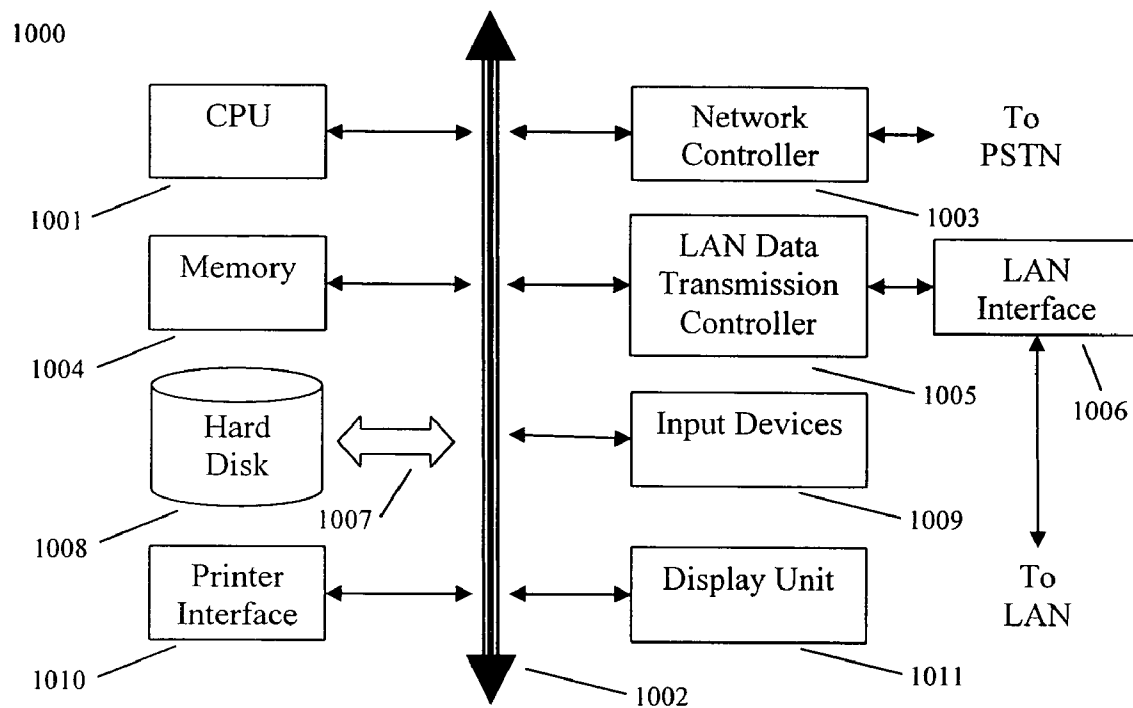 1000
CPU
1001
Network
Controller
1003
To
PSTN
Memory
1004
LAN Data
Transmission
Controller
1005
LAN
Interface
1006
Hard
Disk
1008
1007
Input Devices
1009
Printer
Interface
1010
Display Unit
1011
To
LAN
1002